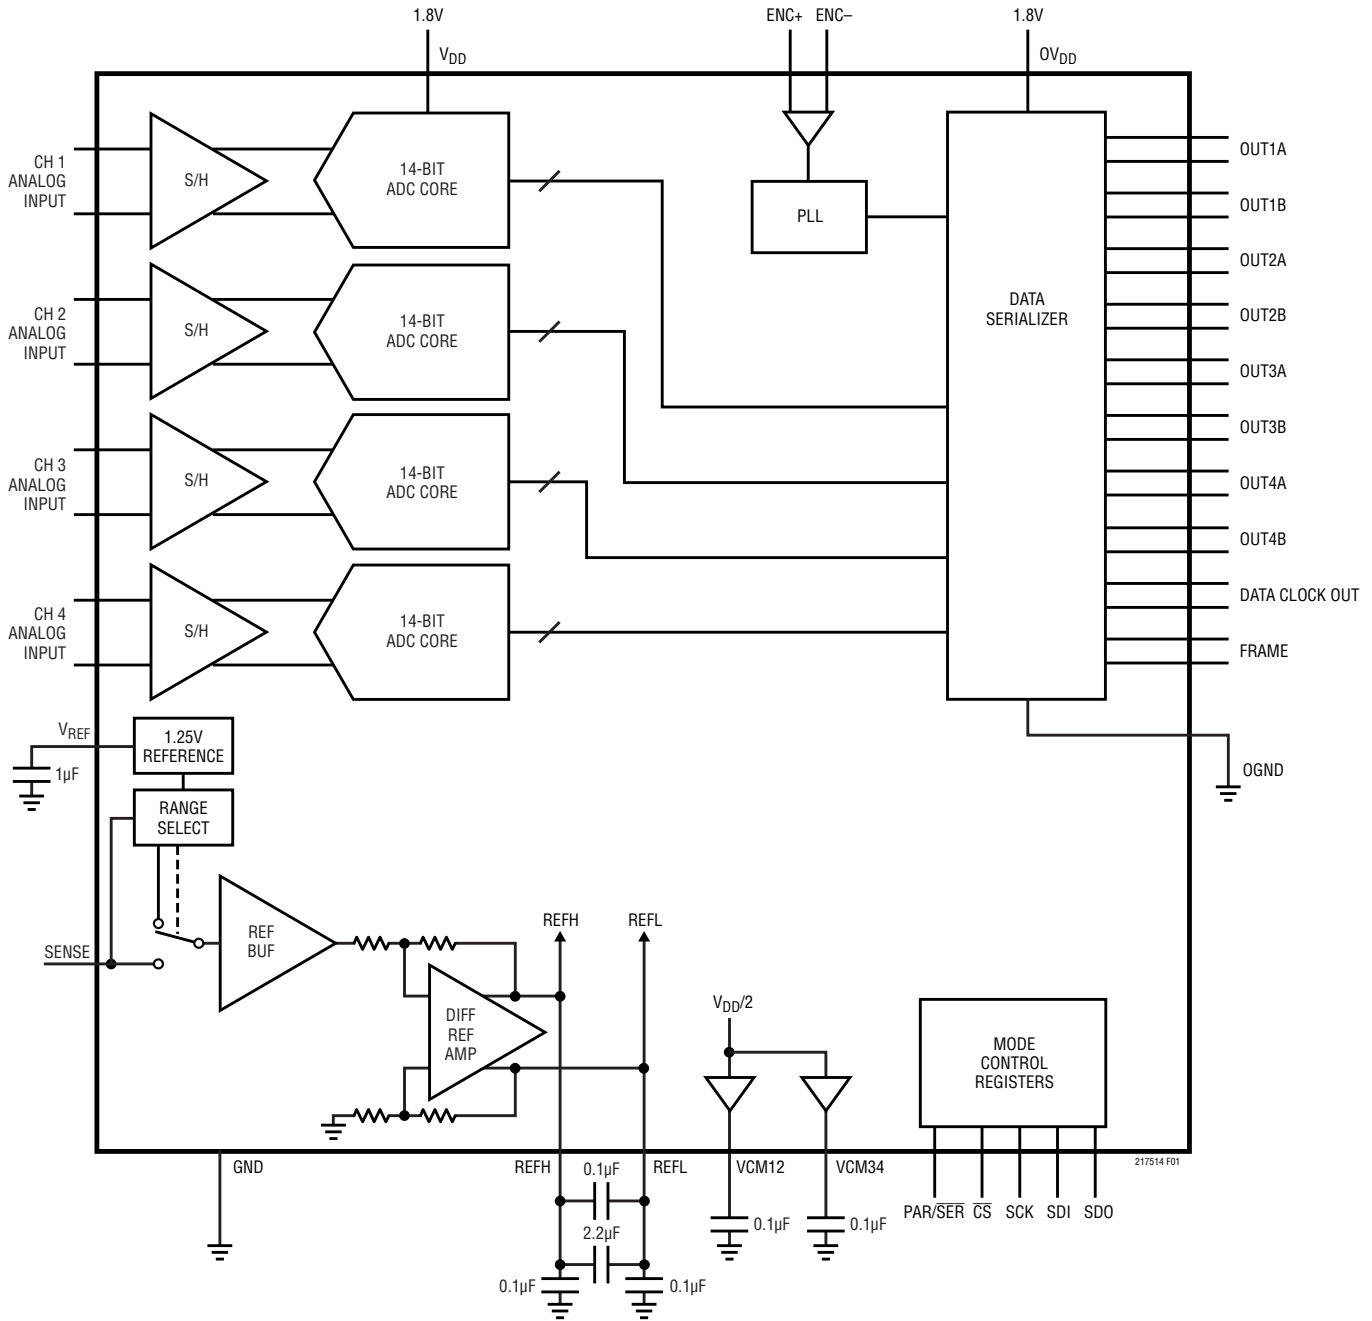 1.8V
ENC+ ENC–
1.8V
VDD
OVDD
CH 1
ANALOG
INPUT
S/H
14-BIT
ADC CORE
PLL
DATA
SERIALIZER
OUT1A
OUT1B
OUT2A
OUT2B
OUT3A
OUT3B
OUT4A
OUT4B
DATA CLOCK OUT
FRAME
CH 2
ANALOG
INPUT
S/H
14-BIT
ADC CORE
CH 3
ANALOG
INPUT
S/H
14-BIT
ADC CORE
CH 4
ANALOG
INPUT
S/H
14-BIT
ADC CORE
VREF
1µF
1.25V
REFERENCE
RANGE
SELECT
OGND
SENSE
REF
BUF
DIFF
REF
AMP
REFH
REFL
VDD/2
MODE
CONTROL
REGISTERS
217514 F01
GND
REFH
0.1µF
REFL
VCM12
VCM34
PAR/SER CS SCK SDI SDO
2.2µF
0.1µF
0.1µF
0.1µF
0.1µF